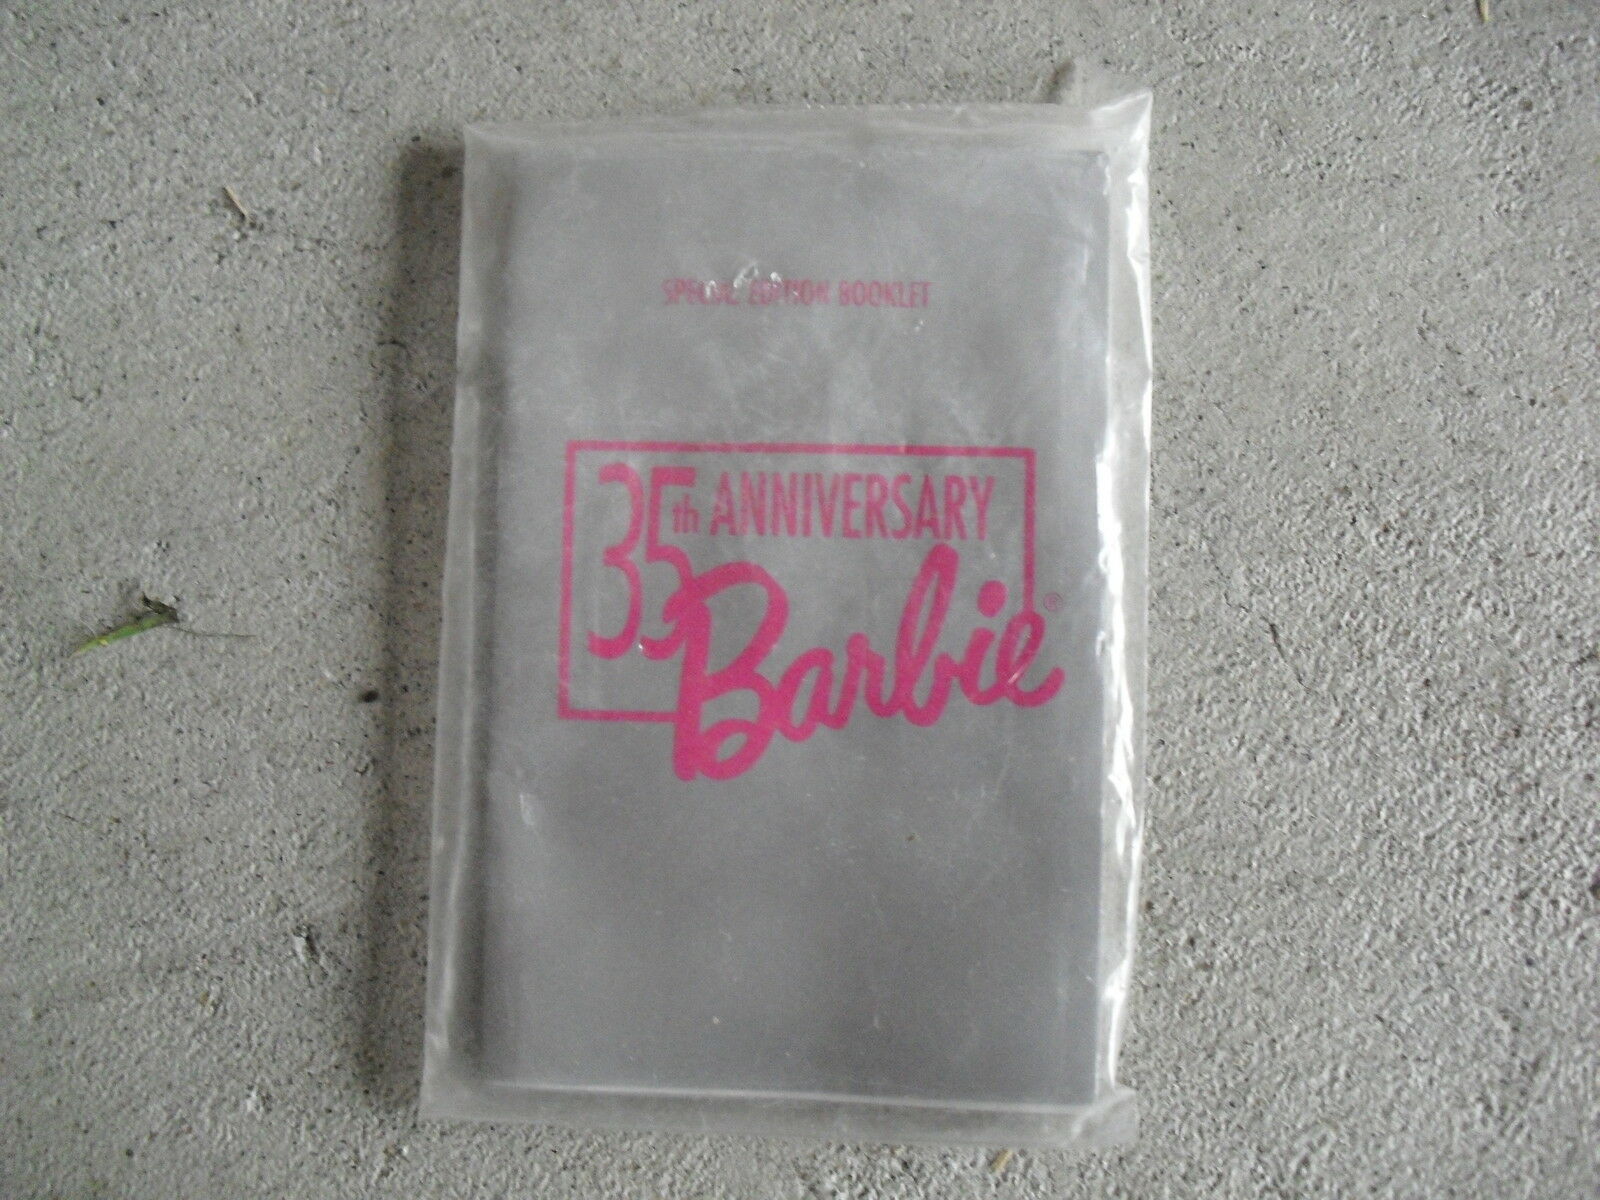 SPECIAL EDITION BOOKLET
35th ANNIVERSARY
Barbie®